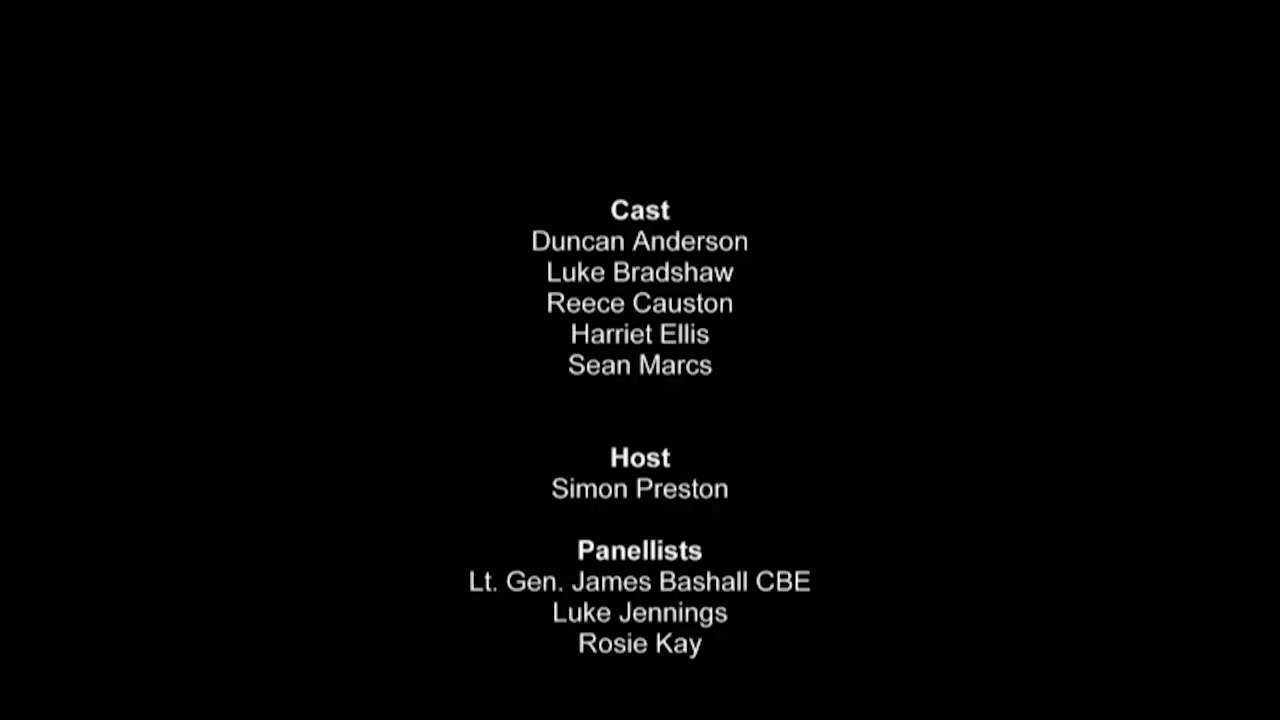 Cast
Duncan Anderson
Luke Bradshaw
Reece Causton
Harriet Ellis
Sean Marcs
Host
Simon Preston
Panellists
Lt. Gen. James Bashall CBE
Luke Jennings
Rosie Kay